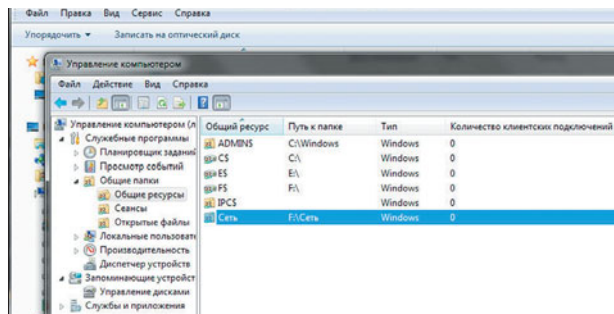 Файл Правка Вид Сервис Справка
Упорядочить Записать на оптический диск
Управление компьютером
Файл Действие Вид Справка
Управление компьютером (л
Служебные программы
Планировщик заданий
Просмотр событий
Общие папки
Общие ресурсы
Сеансы
Открытые файлы
Локальные пользовате
Производительность
Диспетчер устройств
Запоминающие устройст
Управление дисками
Службы и приложения
Общий ресурс Путь к папке Тип Количество клиентских подключений
ADMIN$ C:\Windows Windows 0
C$ C:\ Windows 0
E$ E:\ Windows 0
F$ F:\ Windows 0
IPC$ Windows 0
Сеть F:\Сеть Windows 0